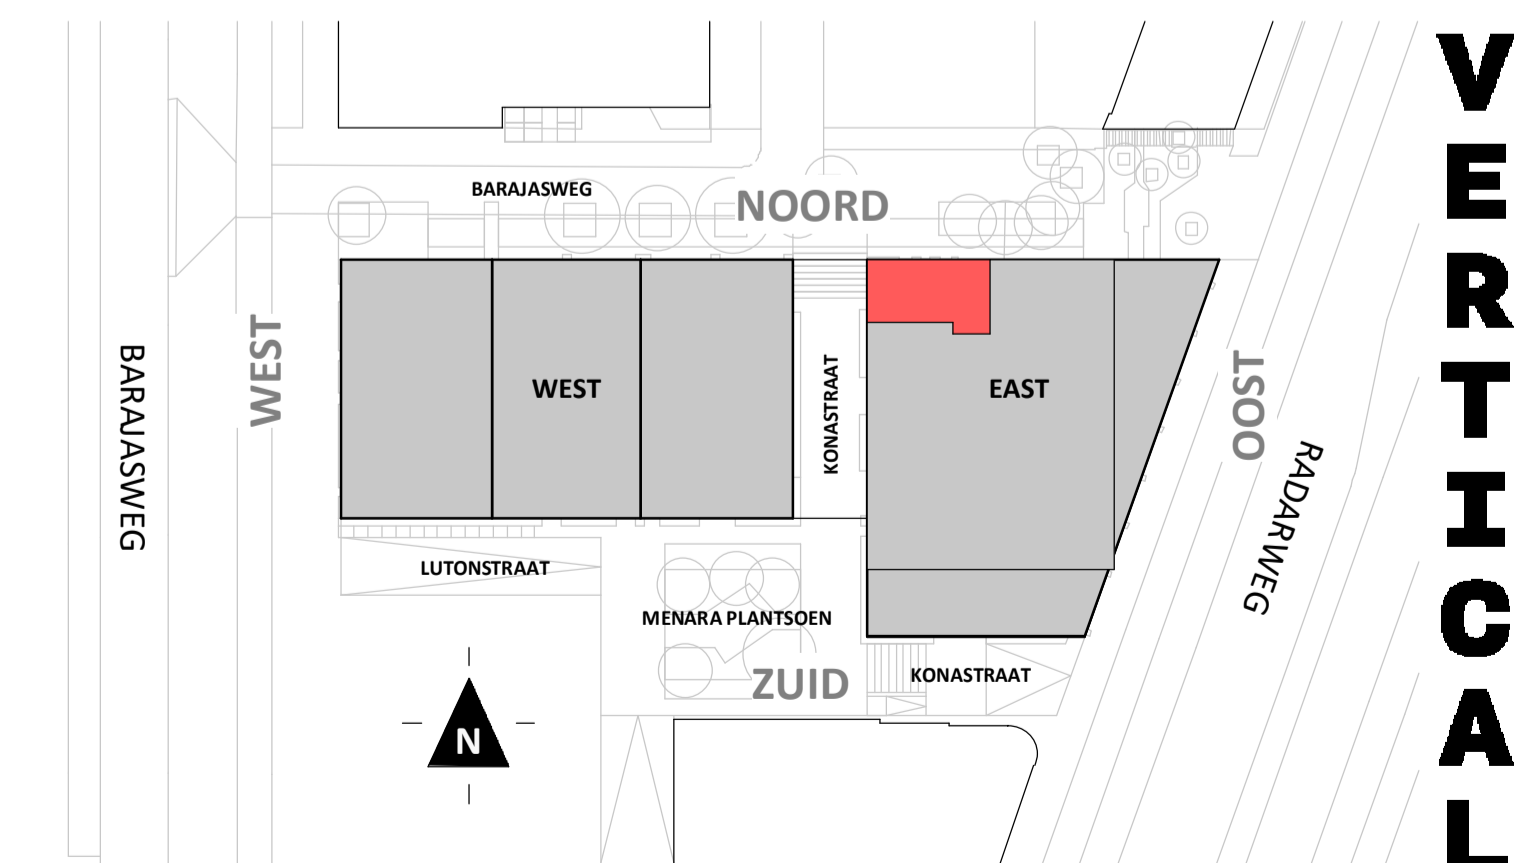 BARAJASWEG
NOORD
WEST
BARAJASWEG
WEST
KONASTRAAT
EAST
OOST
RADARWEG
LUTONSTRAAT
MENARA PLANTSOEN
ZUID
KONASTRAAT
N
VERTICAL